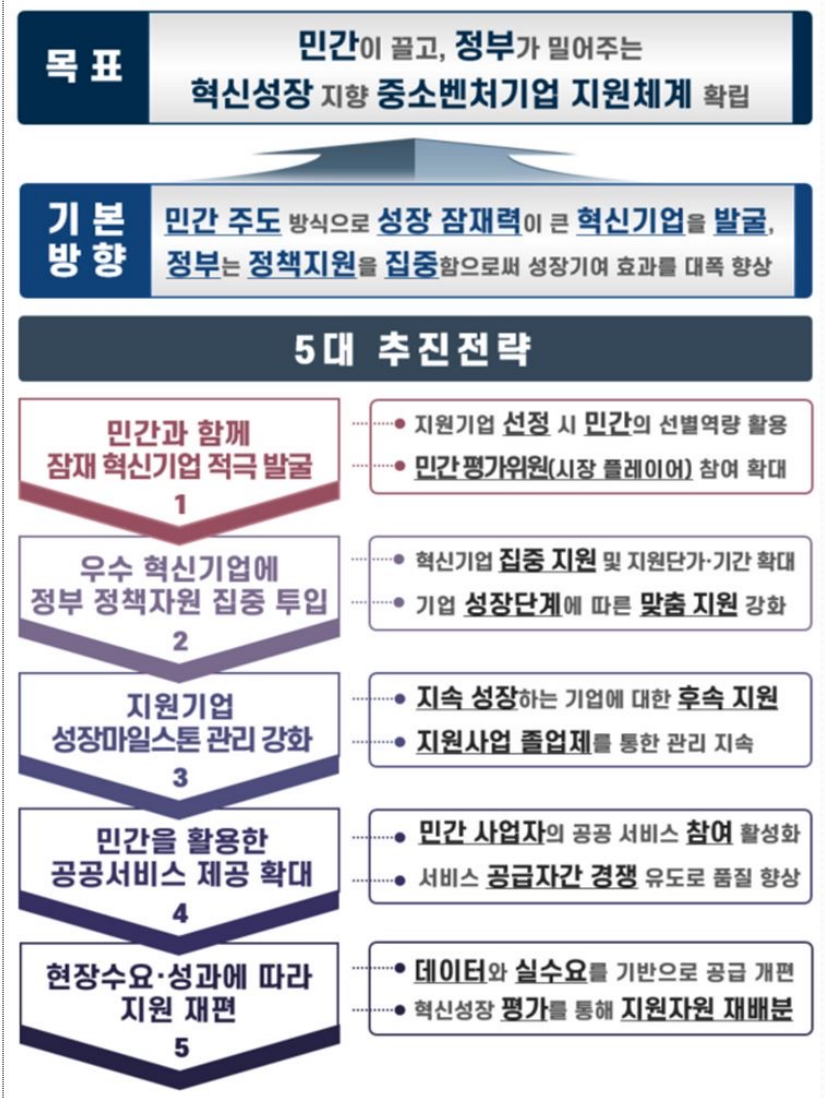 목표
민간이 끌고, 정부가 밀어주는
혁신성장 지향 중소벤처기업 지원체계 확립
기본
방향
민간 주도 방식으로 성장 잠재력이 큰 혁신기업을 발굴,
정부는 정책지원을 집중함으로써 성장기여 효과를 대폭 향상
5대 추진전략
민간과 함께
잠재 혁신기업 적극 발굴
1
지원기업 선정 시 민간의 선별역량 활용
민간 평가위원(시장 플레이어) 참여 확대
우수 혁신기업에
정부 정책자원 집중 투입
2
혁신기업 집중 지원 및 지원단가·기간 확대
기업 성장단계에 따른 맞춤 지원 강화
지원기업
성장마일스톤 관리 강화
3
지속 성장하는 기업에 대한 후속 지원
지원사업 졸업제를 통한 관리 지속
민간을 활용한
공공서비스 제공 확대
4
민간 사업자의 공공 서비스 참여 활성화
서비스 공급자간 경쟁 유도로 품질 향상
현장수요·성과에 따라
지원 재편
5
데이터와 실수요를 기반으로 공급 개편
혁신성장 평가를 통해 지원자원 재배분